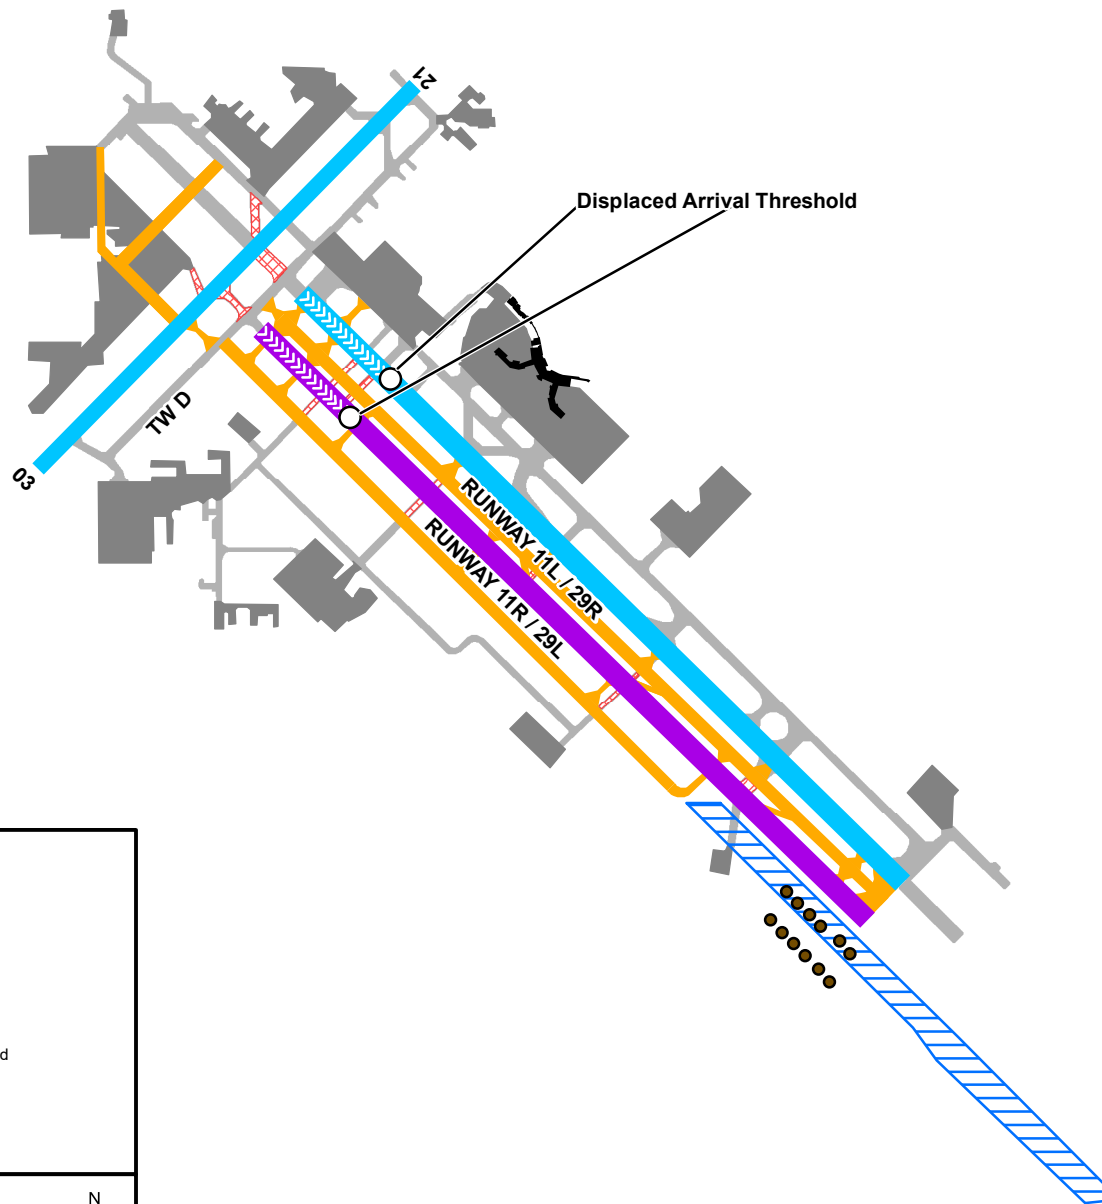 21
Displaced Arrival Threshold
TW D
03
RUNWAY 11L / 29R
RUNWAY 11R / 29L
d
N